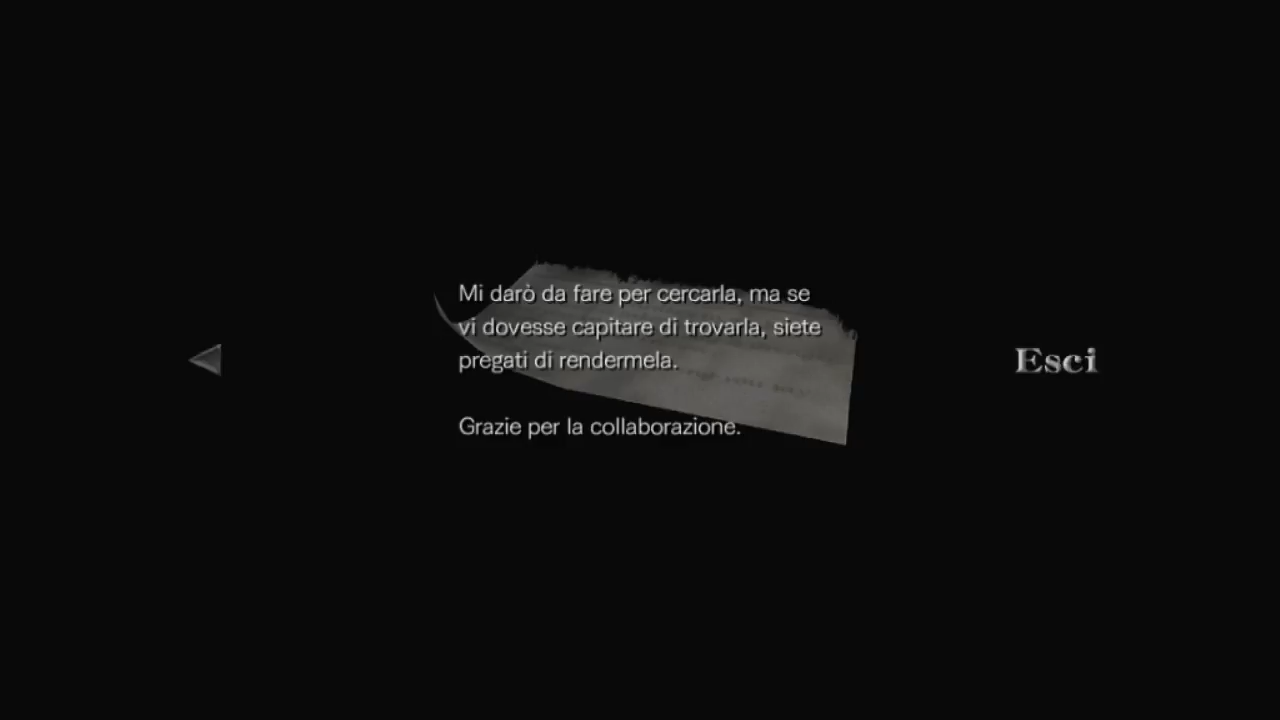 Mi darò da fare per cercarla, ma se
vi dovesse capitare di trovarla, siete
pregati di rendermela.
Grazie per la collaborazione.
Esci